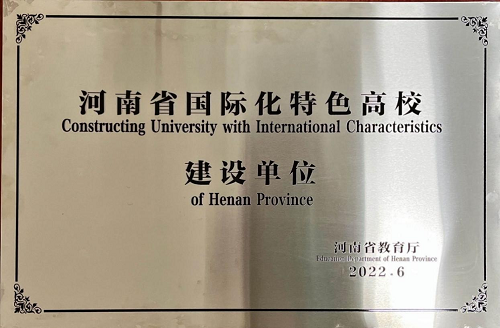 河南省国际化特色高校
Constructing University with International Characteristics
建设单位
of Henan Province
河南省教育厅
Education Department of Henan Province
2022.6